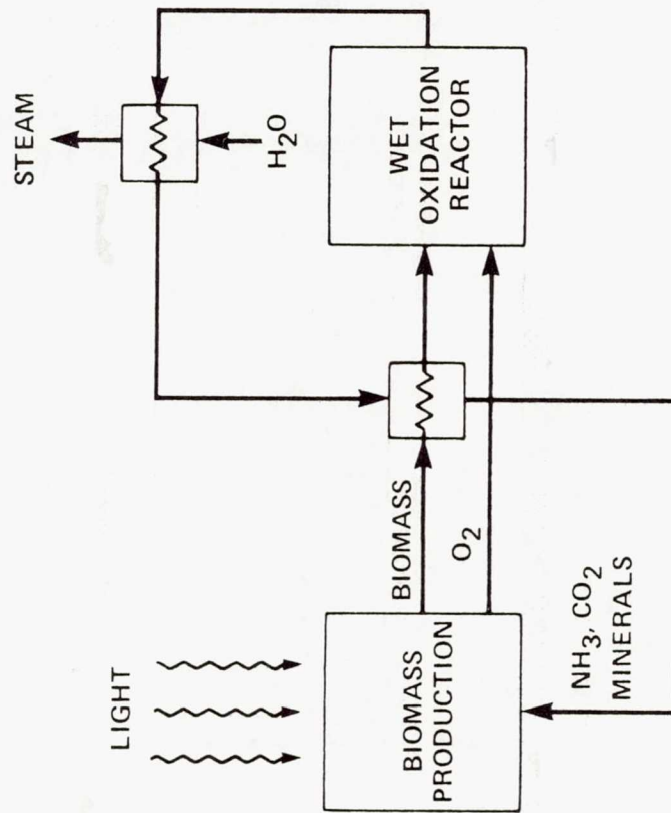 LIGHT
BIOMASS
PRODUCTION
NH₃, CO₂
MINERALS
BIOMASS
O₂
STEAM
H₂O
WET
OXIDATION
REACTOR